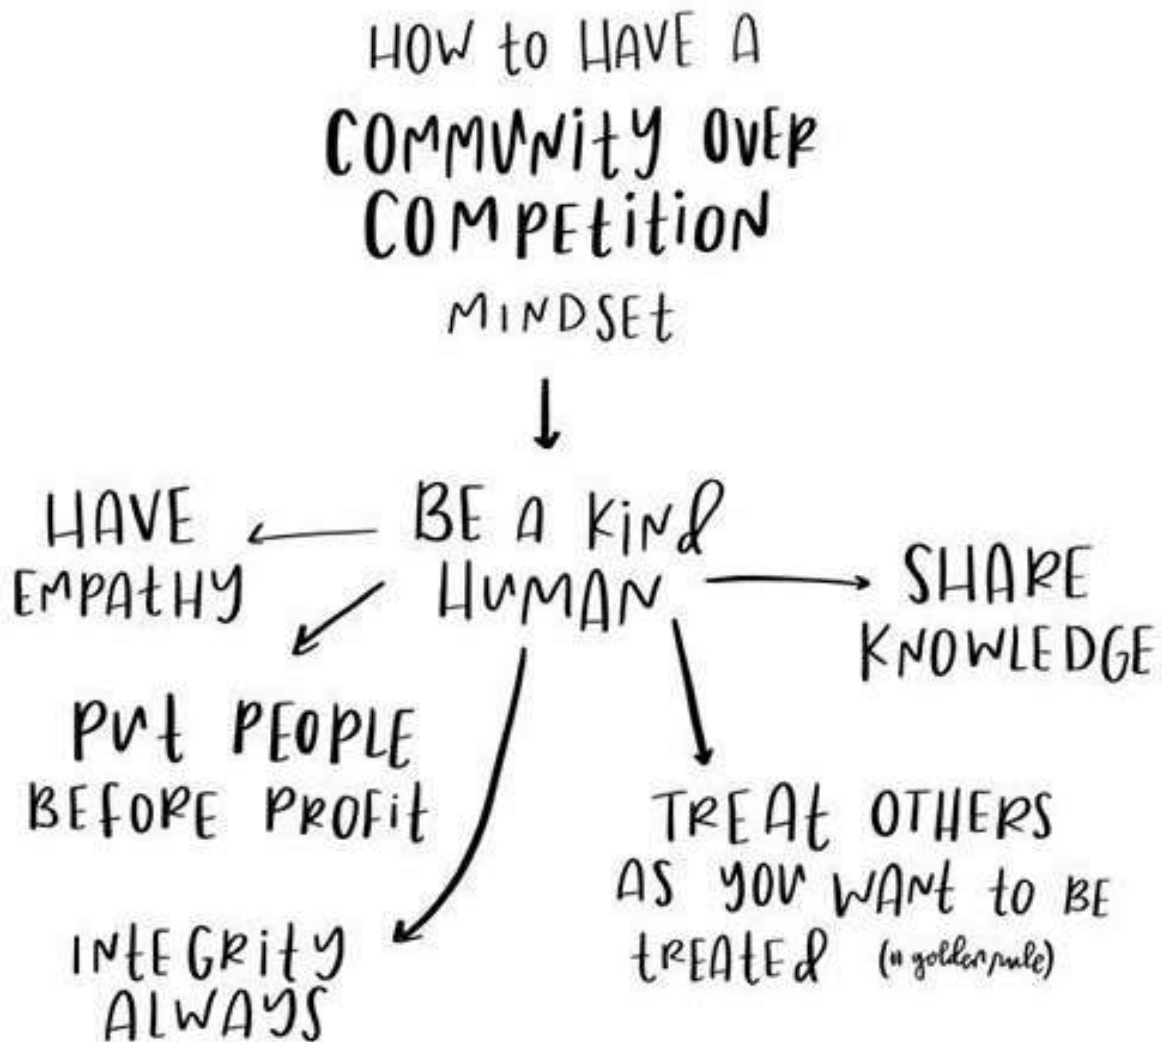 HOW to HAVE A
COMMUNity OVER
COMPEtitiON
MINDSEt
BE A KiNd
HUMAN
HAVE
EMPAtHY
SHARE
KNOWLEDGE
PUt PEOPLE
BEFORE PROFit
TREAt OTHERS
AS YOU WANt to BE
tREAtEd (#goldenrule)
INtEGRity
ALWAYS